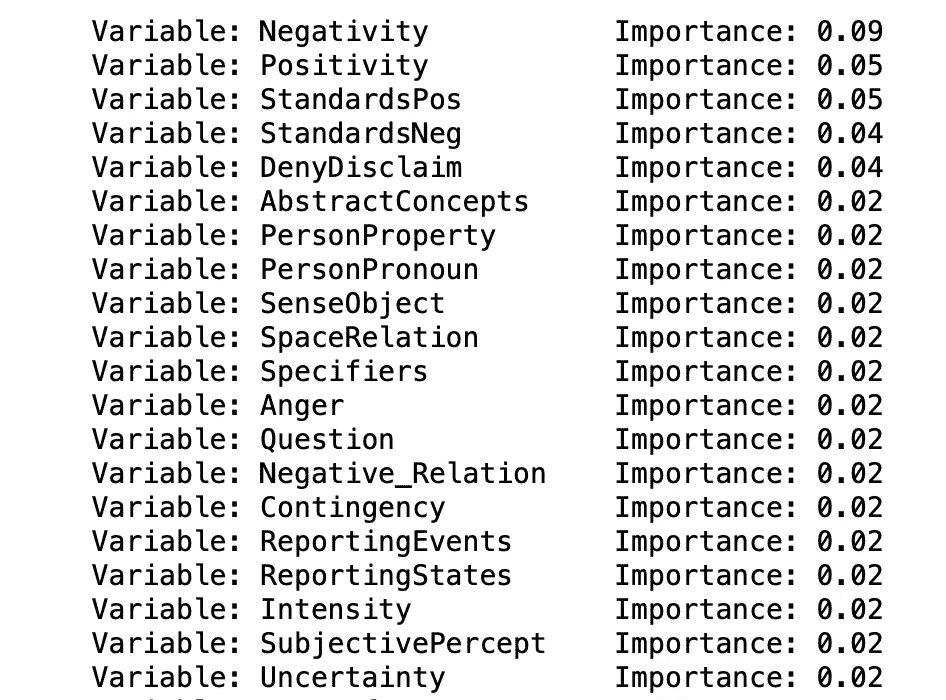 Variable: Negativity Importance: 0.09
Variable: Positivity Importance: 0.05
Variable: StandardsPos Importance: 0.05
Variable: StandardsNeg Importance: 0.04
Variable: DenyDisclaim Importance: 0.04
Variable: AbstractConcepts Importance: 0.02
Variable: PersonProperty Importance: 0.02
Variable: PersonPronoun Importance: 0.02
Variable: SenseObject Importance: 0.02
Variable: SpaceRelation Importance: 0.02
Variable: Specifiers Importance: 0.02
Variable: Anger Importance: 0.02
Variable: Question Importance: 0.02
Variable: Negative_Relation Importance: 0.02
Variable: Contingency Importance: 0.02
Variable: ReportingEvents Importance: 0.02
Variable: ReportingStates Importance: 0.02
Variable: Intensity Importance: 0.02
Variable: SubjectivePercept Importance: 0.02
Variable: Uncertainty Importance: 0.02